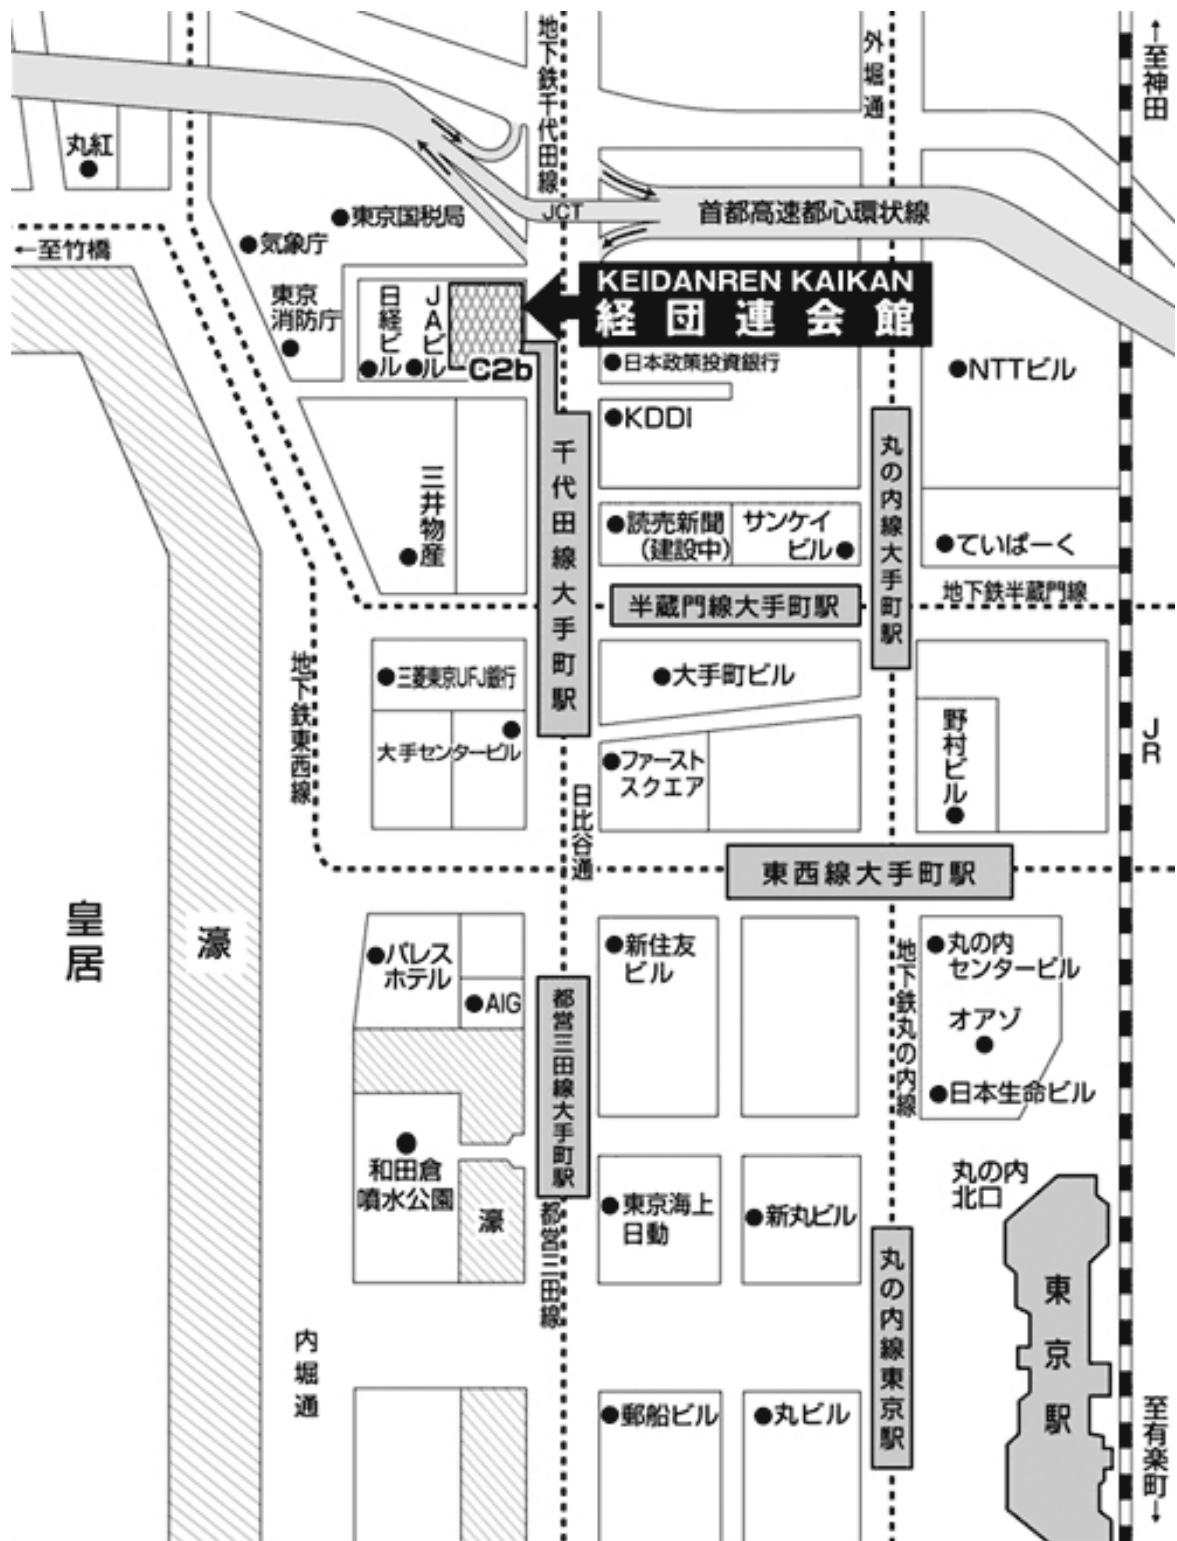 ↑至神田
外堀通
地下鉄千代田線
丸紅
東京国税局
JCT
首都高速都心環状線
気象庁
←至竹橋
KEIDANREN KAIKAN
経団連会館
東京
消防庁
日経ビル
JALビル
C2b
日本政策投資銀行
NTTビル
KDDI
千代田線大手町駅
丸の内線大手町駅
三井物産
読売新聞
(建設中)
サンケイ
ビル
ていぱーく
地下鉄半蔵門線
半蔵門線大手町駅
三菱東京UFJ銀行
大手町ビル
地下鉄東西線
大手センタービル
野村ビル
JR
ファースト
スクエア
日比谷通
東西線大手町駅
皇居
濠
パレス
ホテル
新住友
ビル
地下鉄丸の内線
丸の内
センタービル
AIG
都営三田線大手町駅
オアゾ
日本生命ビル
和田倉
噴水公園
丸の内
北口
濠
都営三田線
東京海上
日動
新丸ビル
丸の内線東京駅
東京駅
内堀通
郵船ビル
丸ビル
至有楽町↓